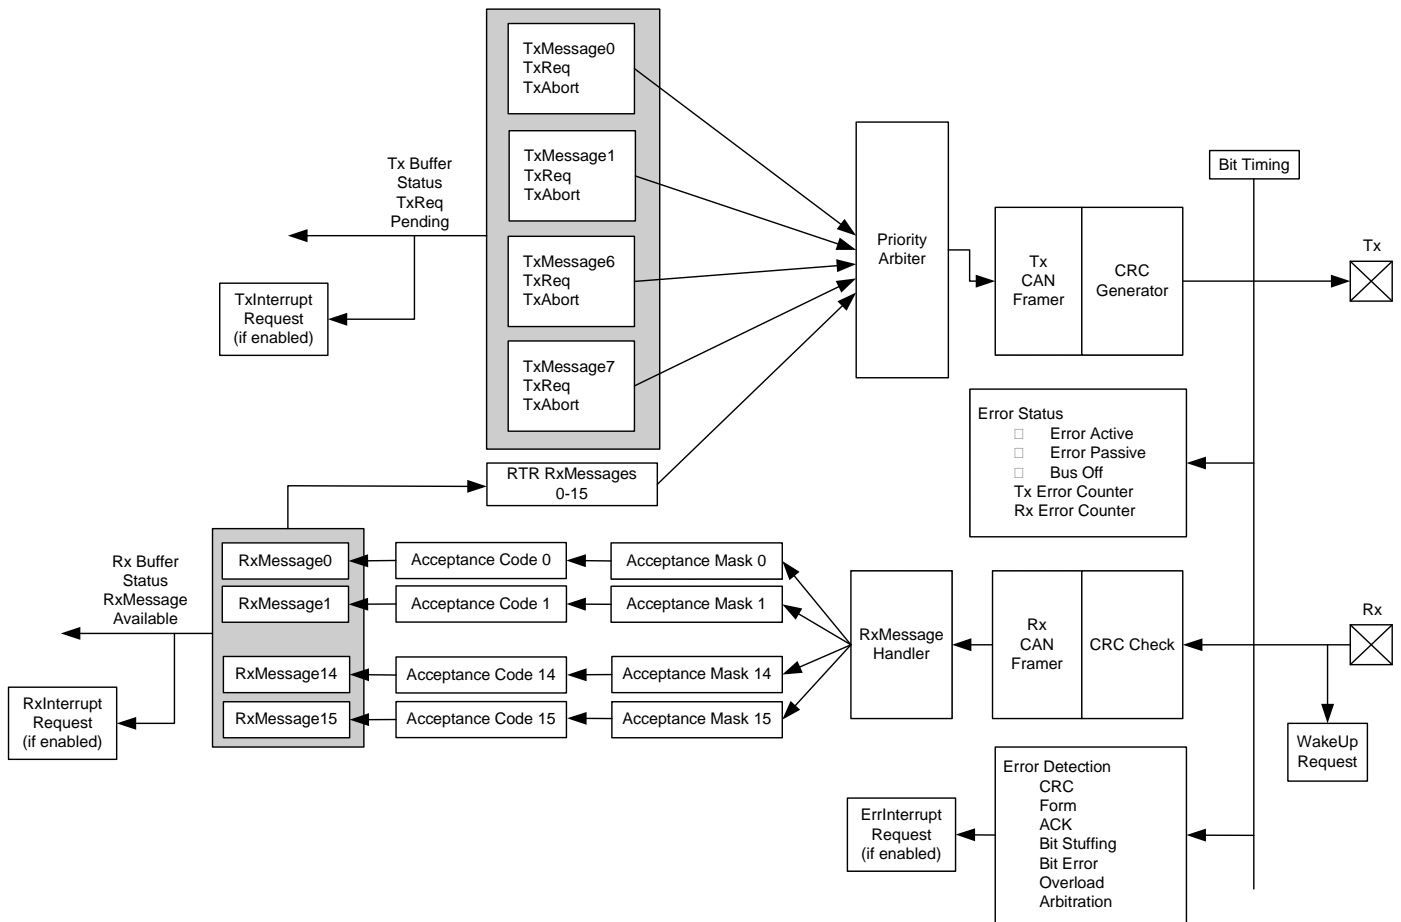 TxMessage0
TxReq
TxAbort
TxMessage1
TxReq
TxAbort
TxMessage6
TxReq
TxAbort
TxMessage7
TxReq
TxAbort
Tx Buffer
Status
TxReq
Pending
TxInterrupt
Request
(if enabled)
Priority
Arbiter
Tx
CAN
Framer
CRC
Generator
Bit Timing
Tx
Error Status
Error Active
Error Passive
Bus Off
Tx Error Counter
Rx Error Counter
RTR RxMessages
0-15
Rx Buffer
Status
RxMessage
Available
RxInterrupt
Request
(if enabled)
RxMessage0
Acceptance Code 0
Acceptance Mask 0
RxMessage1
Acceptance Code 1
Acceptance Mask 1
RxMessage14
Acceptance Code 14
Acceptance Mask 14
RxMessage15
Acceptance Code 15
Acceptance Mask 15
RxMessage
Handler
Rx
CAN
Framer
CRC Check
Rx
WakeUp
Request
ErrInterrupt
Request
(if enabled)
Error Detection
CRC
Form
ACK
Bit Stuffing
Bit Error
Overload
Arbitration